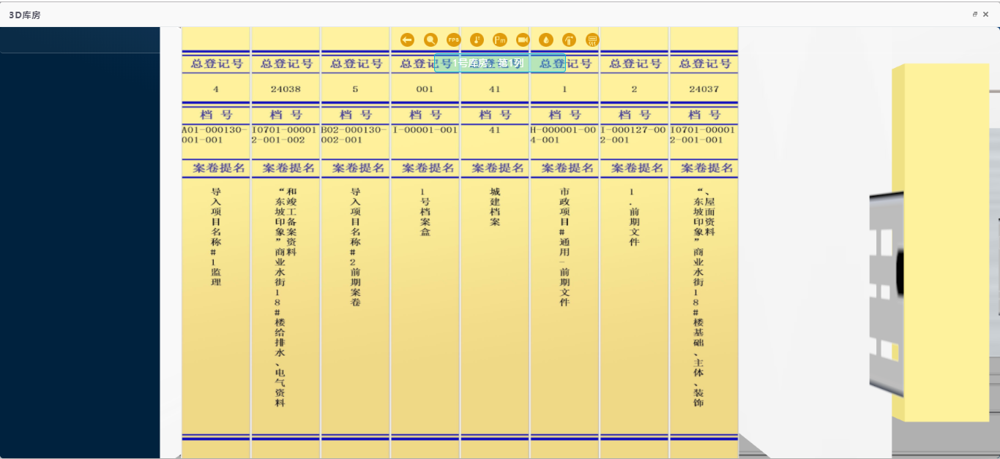 3D库房
FPS
Pm
1号库房，第1列
总登记号 总登记号 总登记号 总登记号 总登记号 总登记号 总登记号 总登记号
4 24038 5 001 41 1 2 24037
档 号 档 号 档 号 档 号 档 号 档 号 档 号 档 号
A01-000130-
001-001
I0701-00001
2-001-002
B02-000130-
002-001
I-00001-001
41
H-000001-00
4-001
I-000127-00
2-001
I0701-00001
2-001-001
案卷提名 案卷提名 案卷提名 案卷提名 案卷提名 案卷提名 案卷提名 案卷提名
导入项目名称#1监理
“东坡印象”商业水街18#楼给排水、电气资料
和竣工备案资料
导入项目名称#2前期案卷
1号档案盒
城建档案
市政项目#通用-前期文件
1.前期文件
“东坡印象”商业水街18#楼基础、主体、装饰
、屋面资料